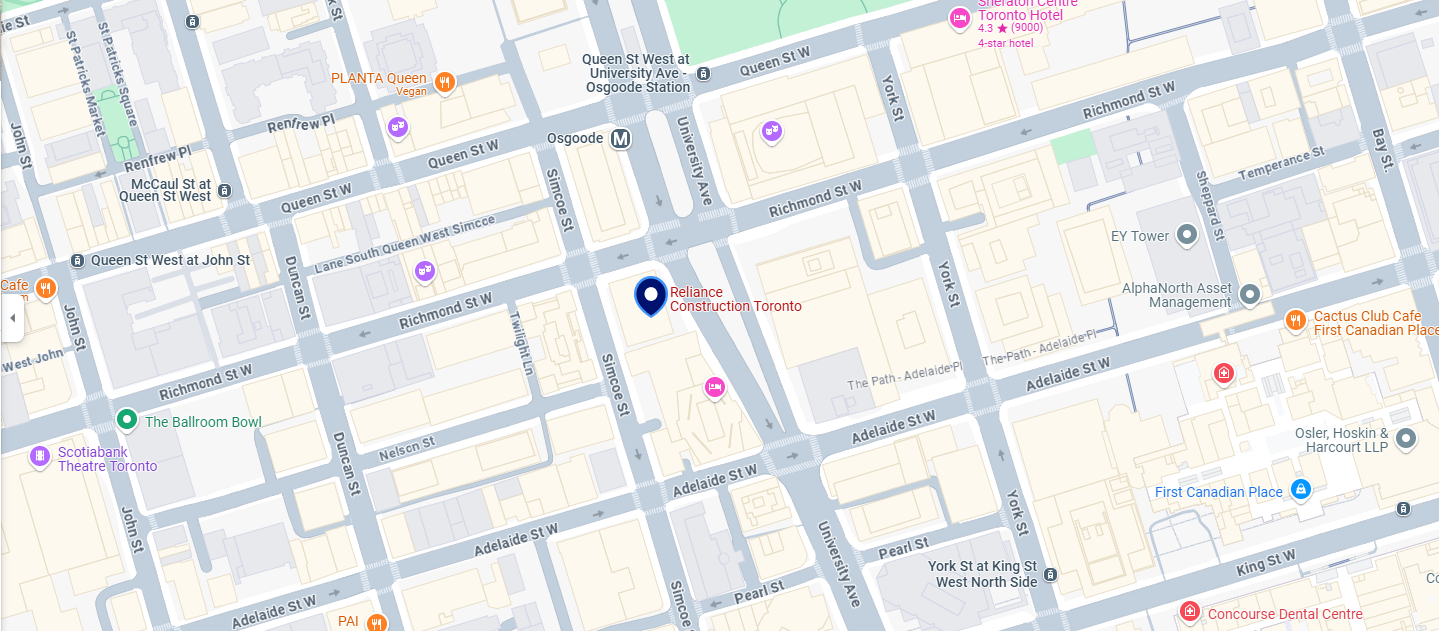 ie St
k St
Sheraton Centre
Toronto Hotel
4.3 ★ (9000)
4-star hotel
St Patricks Market
St Patricks Square
John St
PLANTA Queen
Vegan
Queen St West at
University Ave -
Osgoode Station
Queen St W
York St
Richmond St W
Bay St.
Renfrew Pl
Renfrew Pl
Osgoode
University Ave
Queen St W
Temperance St
McCaul St at
Queen St West
Queen St W
Simcoe St
Richmond St W
Sheppard St
Lane South Queen West Simcoe
EY Tower
Queen St West at John St
Duncan St
York St
Cafe
m
Reliance
Construction Toronto
AlphaNorth Asset
Management
Cactus Club Cafe
First Canadian Place
John St
Richmond St W
Twilight Ln
West John
Richmond St W
Simcoe St
The Path - Adelaide Pl
The Path - Adelaide Pl
Adelaide St W
The Ballroom Bowl
Adelaide St W
Nelson St
Duncan St
Scotiabank
Theatre Toronto
Osler, Hoskin &
Harcourt LLP
Adelaide St W
First Canadian Place
York St
John St
Adelaide St W
University Ave
Pearl St
York St at King St
West North Side
King St W
Simcoe
Pearl St
Adelaide St W
PAI
Concourse Dental Centre